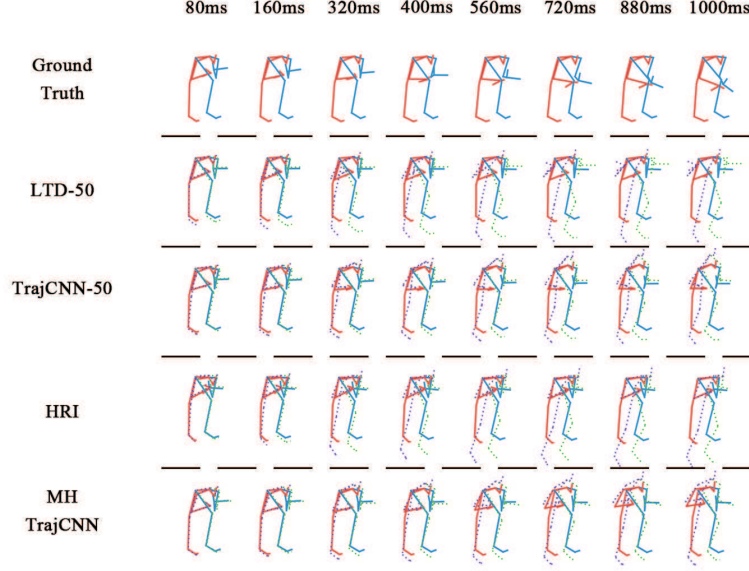 80ms 160ms 320ms 400ms 560ms 720ms 880ms 1000ms
Ground
Truth
LTD-50
TrajCNN-50
HRI
MH
TrajCNN